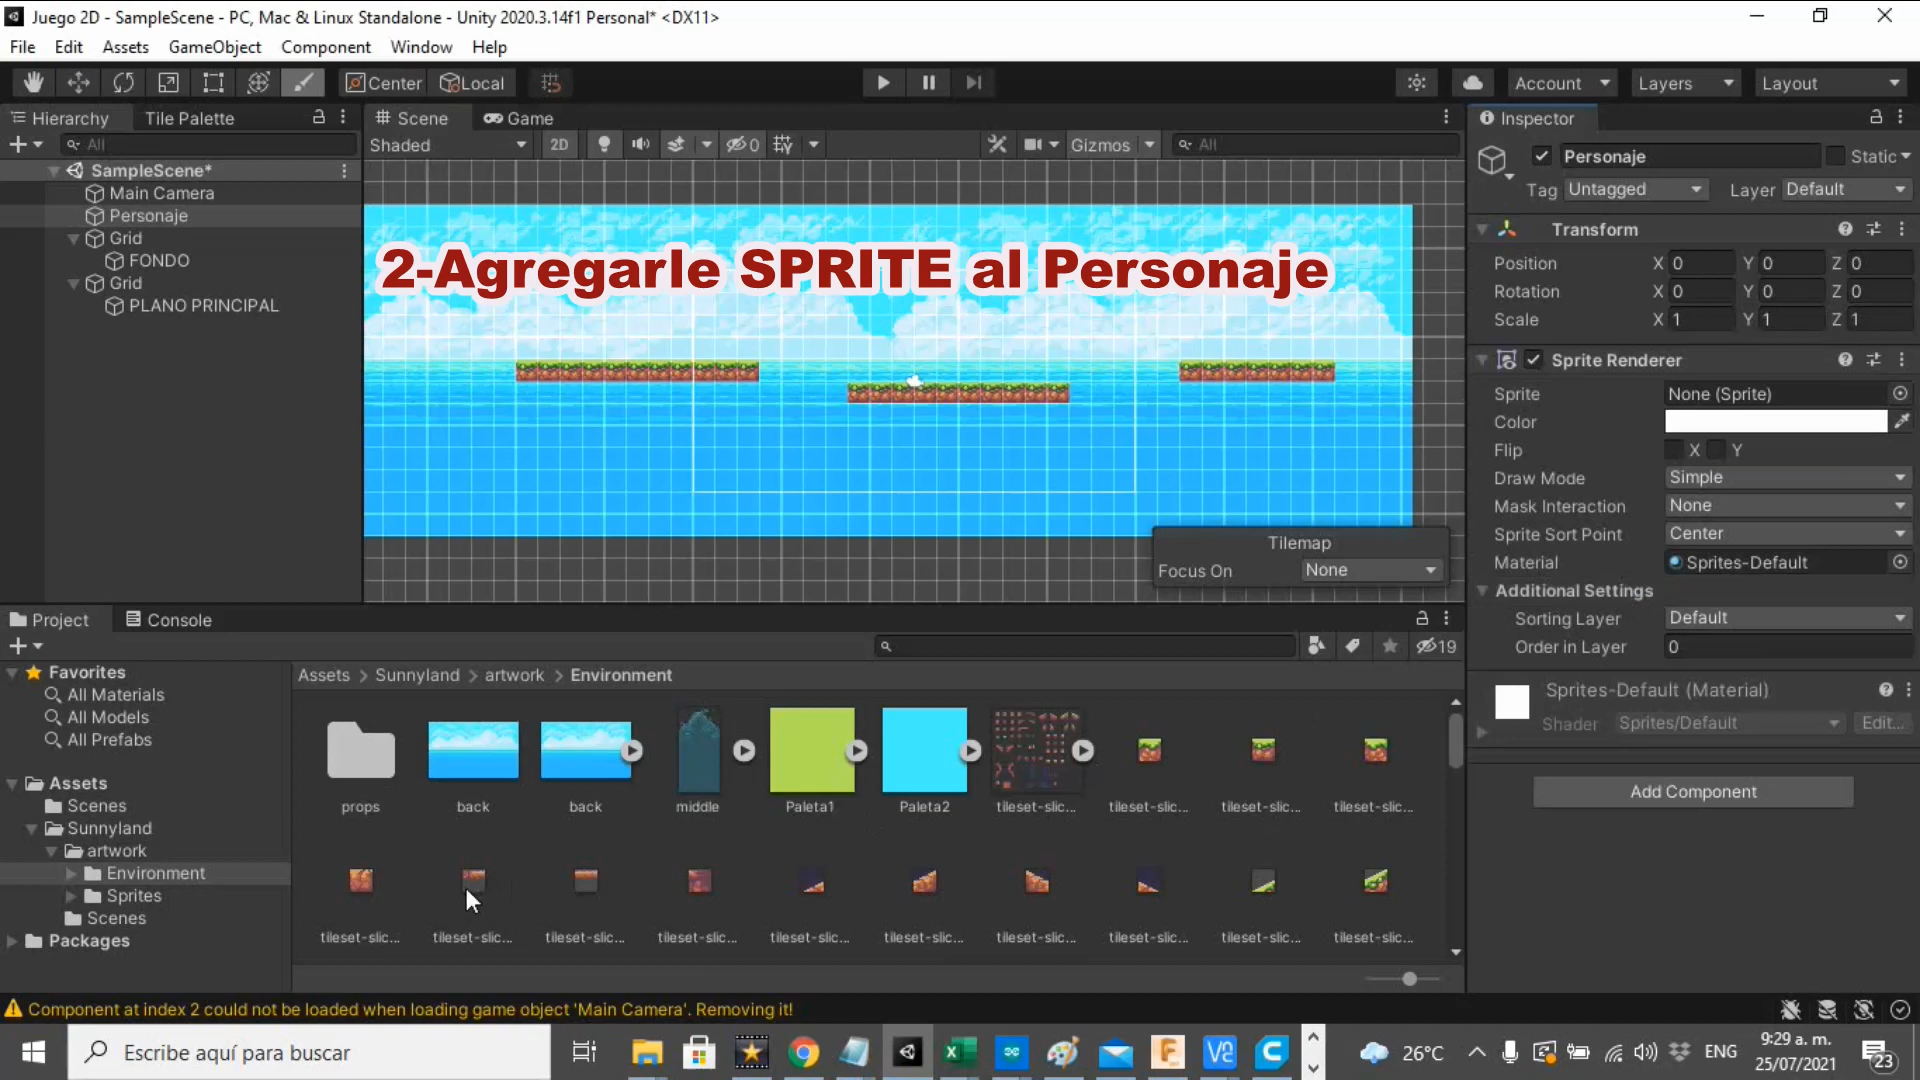 Juego 2D - SampleScene - PC, Mac & Linux Standalone - Unity 2020.3.14f1 Personal* <DX11>
File Edit Assets GameObject Component Window Help
Center Local Account Layers Layout
Hierarchy Tile Palette
All
SampleScene*
Main Camera
Personaje
Grid
FONDO
Grid
PLANO PRINCIPAL
Scene Game
Shaded 2D 0 Gizmos All
2-Agregarle SPRITE al Personaje
Tilemap
Focus On None
Inspector
Personaje Static
Tag Untagged Layer Default
Transform
Position X 0 Y 0 Z 0
Rotation X 0 Y 0 Z 0
Scale X 1 Y 1 Z 1
Sprite Renderer
Sprite None (Sprite)
Color
Flip X Y
Draw Mode Simple
Mask Interaction None
Sprite Sort Point Center
Material Sprites-Default
Additional Settings
Sorting Layer Default
Order in Layer 0
Sprites-Default (Material)
Shader Sprites/Default Edit...
Add Component
Project Console
19
Favorites
All Materials
All Models
All Prefabs
Assets
Scenes
Sunnyland
artwork
Environment
Sprites
Scenes
Packages
Assets > Sunnyland > artwork > Environment
props back back middle Paleta1 Paleta2 tileset-slic... tileset-slic... tileset-slic... tileset-slic...
tileset-slic... tileset-slic... tileset-slic... tileset-slic... tileset-slic... tileset-slic... tileset-slic... tileset-slic... tileset-slic... tileset-slic...
Component at index 2 could not be loaded when loading game object 'Main Camera'. Removing it!
Escribe aquí para buscar
26°C
ENG
9:29 a. m.
25/07/2021
23